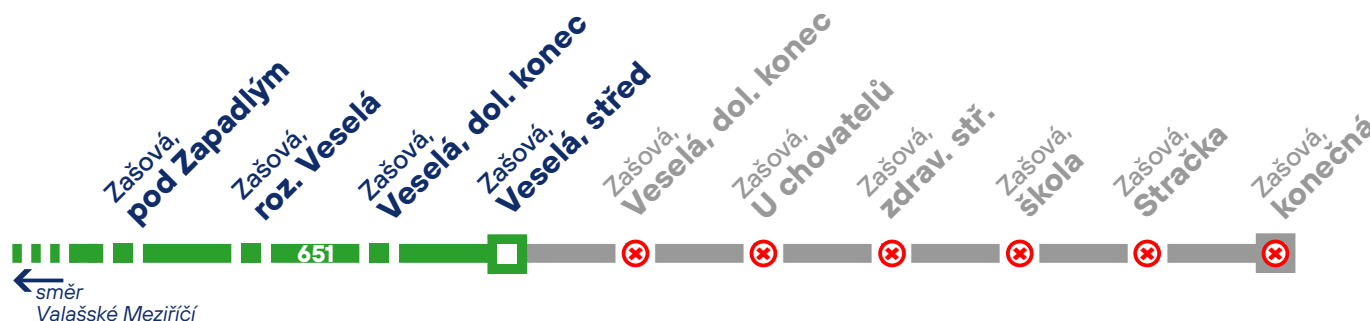 Zašová,
pod Zapadlým
Zašová,
roz. Veselá
Zašová,
Veselá, dol. konec
Zašová,
Veselá, střed
Zašová,
Veselá, dol. konec
Zašová,
U chovatelů
Zašová,
zdrav. stř.
Zašová,
škola
Zašová,
Stračka
Zašová,
konečná
651
směr
Valašské Meziříčí